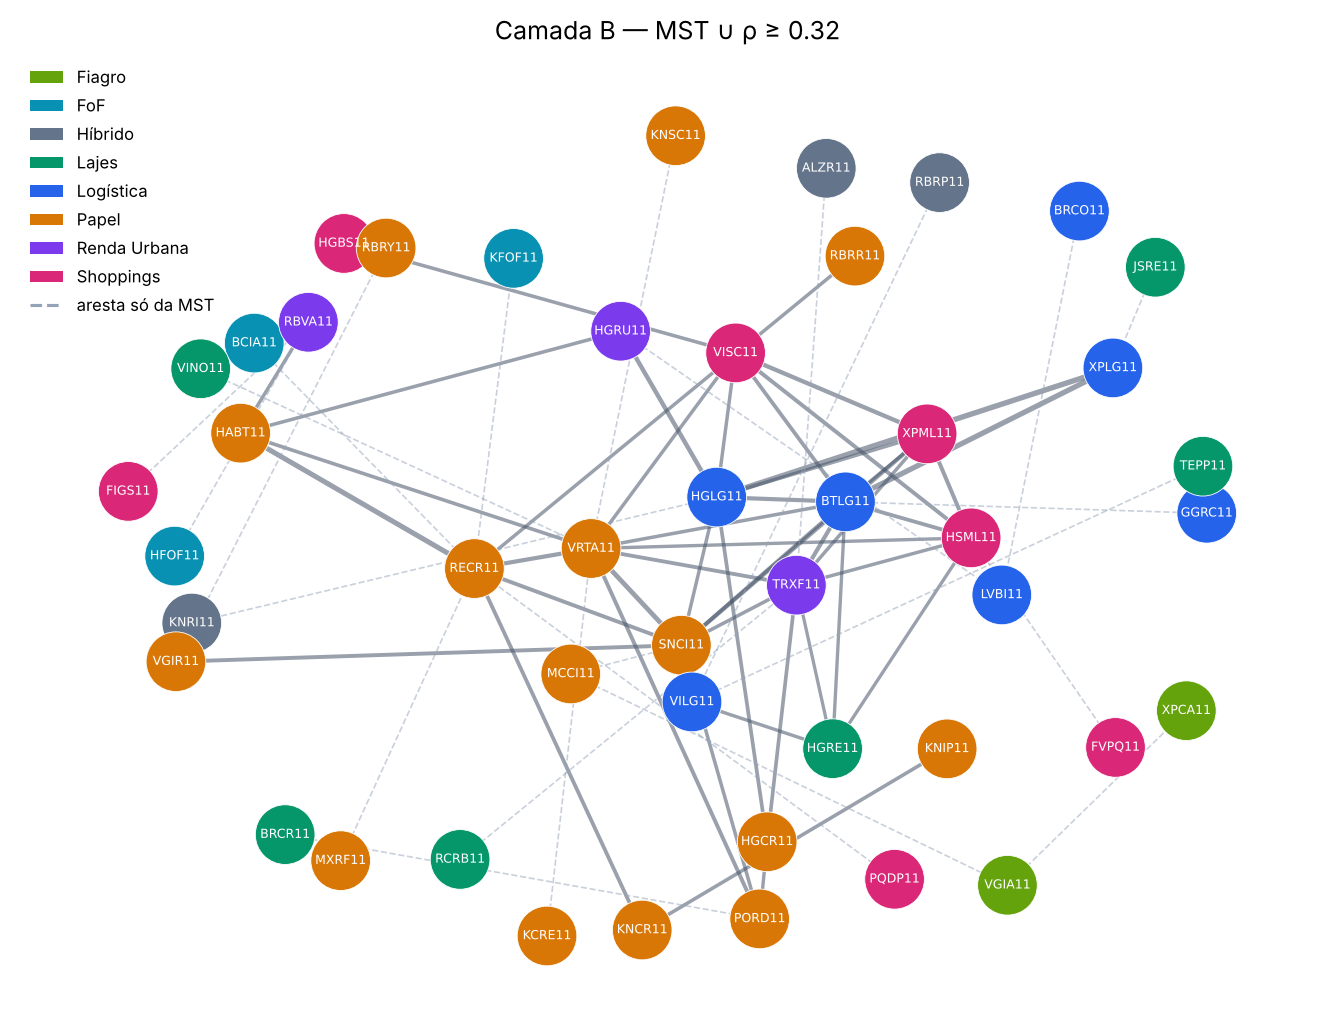 Camada B — MST ∪ ρ ≥ 0.32
Fiagro
FoF
Híbrido
Lajes
Logística
Papel
Renda Urbana
Shoppings
aresta só da MST
KNSC11
ALZR11
RBRP11
BRCO11
HGBS11
RBRY11
KFOF11
RBRR11
JSRE11
RBVA11
HGRU11
BCIA11
VISC11
VINO11
XPLG11
HABT11
XPML11
TEPP11
FIGS11
HGLG11
BTLG11
GGRC11
HSML11
VRTA11
HFOF11
RECR11
TRXF11
LVBI11
KNRI11
SNCI11
VGIR11
MCCI11
VILG11
XPCA11
HGRE11
KNIP11
FVPQ11
BRCR11
HGCR11
MXRF11
RCRB11
PQDP11
VGIA11
PORD11
KCRE11
KNCR11